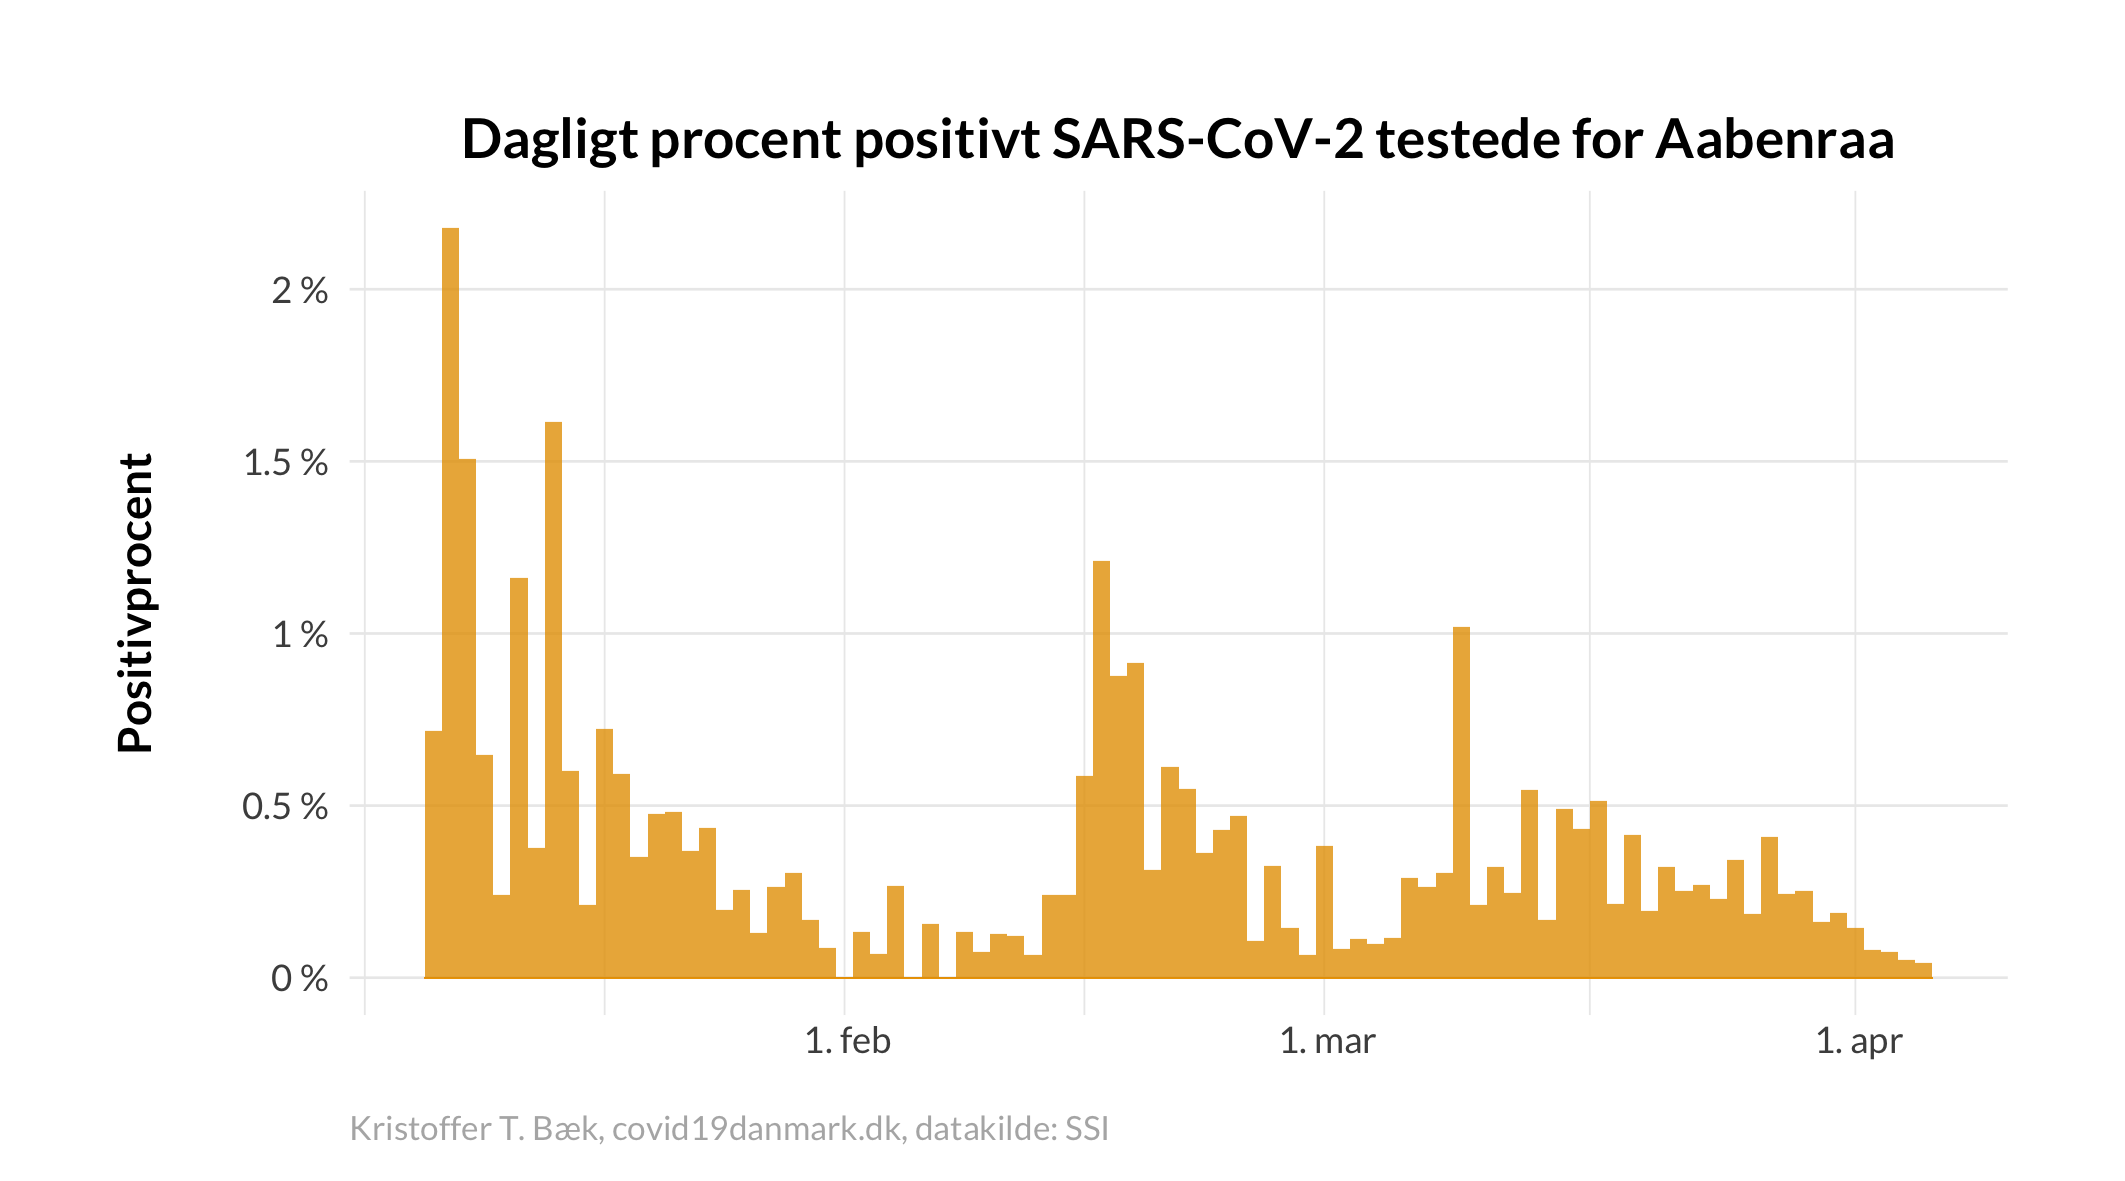 Dagligt procent positivt SARS-CoV-2 testede for Aabenraa
Positivprocent
2 %
1.5 %
1 %
0.5 %
0 %
1. feb
1. mar
1. apr
Kristoffer T. Bæk, covid19danmark.dk, datakilde: SSI